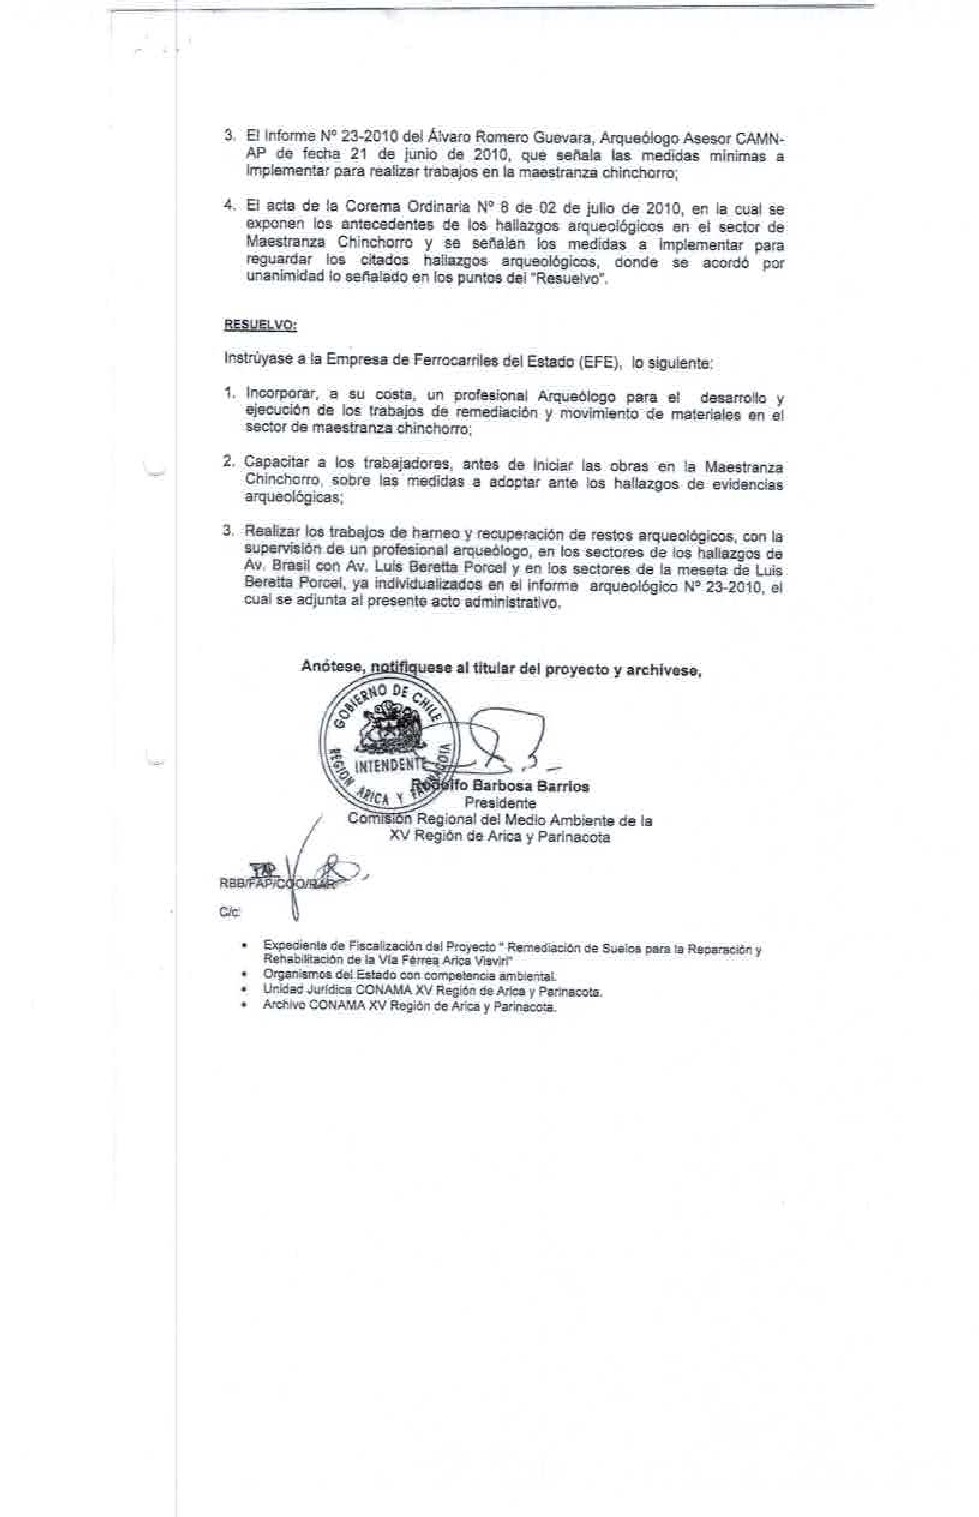 3. El Informe Nº 23-2010 del Álvaro Romero Guevara, Arqueólogo Asesor CAMN-
AP de fecha 21 de junio de 2010, que señala las medidas mínimas a
implementar para realizar trabajos en la maestranza chinchorro;
4. El acta de la Corema Ordinaria Nº 8 de 02 de julio de 2010, en la cual se
exponen los antecedentes de los hallazgos arqueológicos en el sector de
Maestranza Chinchorro y se señalan los medidas a implementar para
reguardar los citados hallazgos arqueológicos, donde se acordó por
unanimidad lo señalado en los puntos del "Resuelvo".
RESUELVO:
Instrúyase a la Empresa de Ferrocarriles del Estado (EFE), lo siguiente:
1. Incorporar, a su costa, un profesional Arqueólogo para el desarrollo y
ejecución de los trabajos de remediación y movimiento de materiales en el
sector de maestranza chinchorro;
2. Capacitar a los trabajadores, antes de iniciar las obras en la Maestranza
Chinchorro, sobre las medidas a adoptar ante los hallazgos de evidencias
arqueológicas;
3. Realizar los trabajos de harneo y recuperación de restos arqueológicos, con la
supervisión de un profesional arqueólogo, en los sectores de los hallazgos de
Av. Brasil con Av. Luis Beretta Porcel y en los sectores de la meseta de Luis
Beretta Porcel, ya individualizados en el informe arqueológico Nº 23-2010, el
cual se adjunta al presente acto administrativo.
Anótese, notifíquese al titular del proyecto y archívese,
GOBIERNO DE CHILE
INTENDENTE
REGION ARICA Y PARINACOTA
Rodolfo Barbosa Barrios
Presidente
Comisión Regional del Medio Ambiente de la
XV Región de Arica y Parinacota
FAP
RBB/FAP/
C/c:
• Expediente de Fiscalización del Proyecto " Remediación de Suelos para la Reparación y
Rehabilitación de la Vía Férrea Arica Visviri"
• Organismos del Estado con competencia ambiental.
• Unidad Jurídica CONAMA XV Región de Arica y Parinacota.
• Archivo CONAMA XV Región de Arica y Parinacota.